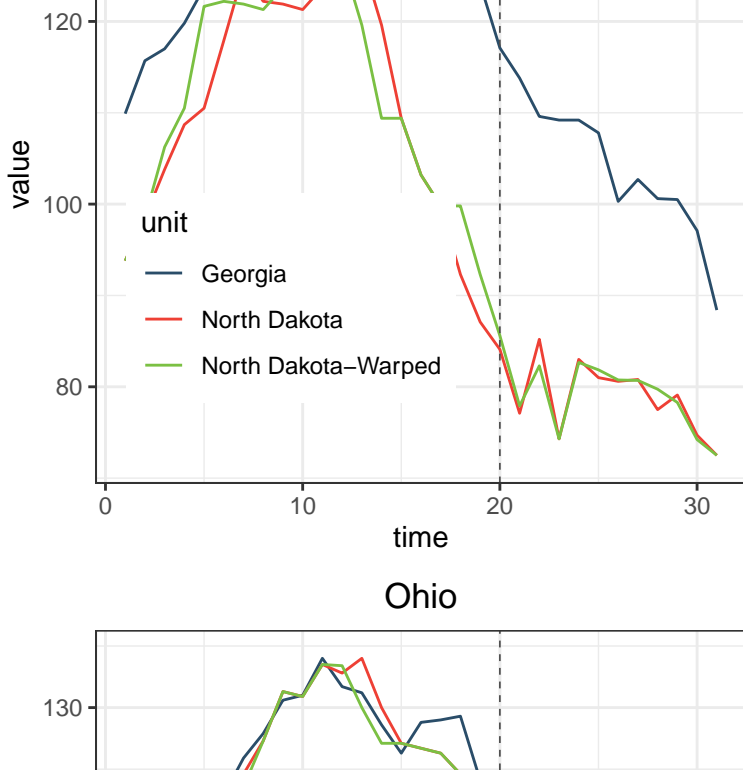 120
100
80
value
unit
Georgia
North Dakota
North Dakota−Warped
0 10 20 30
time
Ohio
130